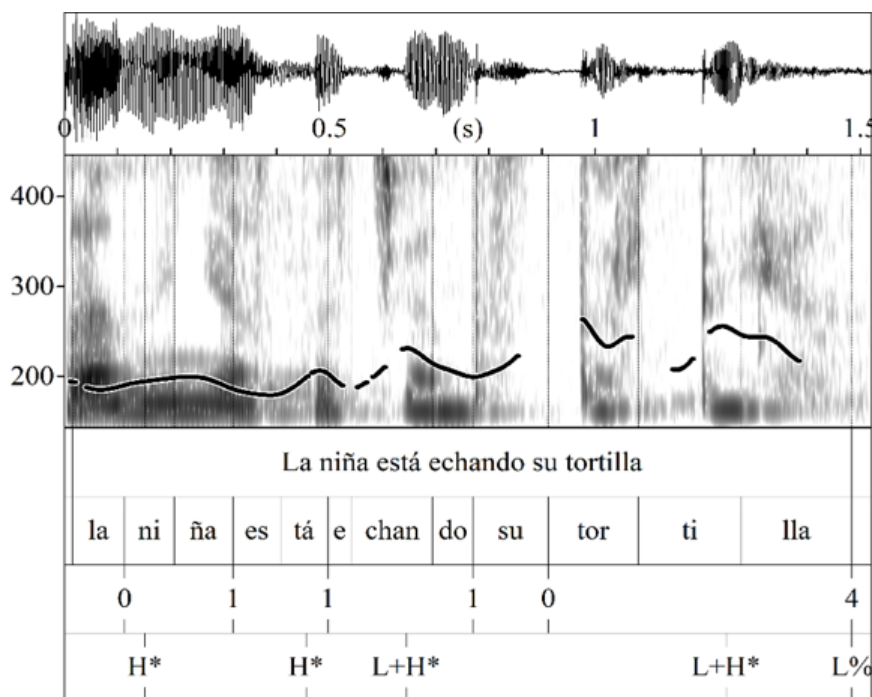 0 0.5 (s) 1 1.5
400
300
200
La niña está echando su tortilla
la ni ña es tá e chan do su tor ti lla
0 1 1 1 0 4
H* H* L+H* L+H* L%